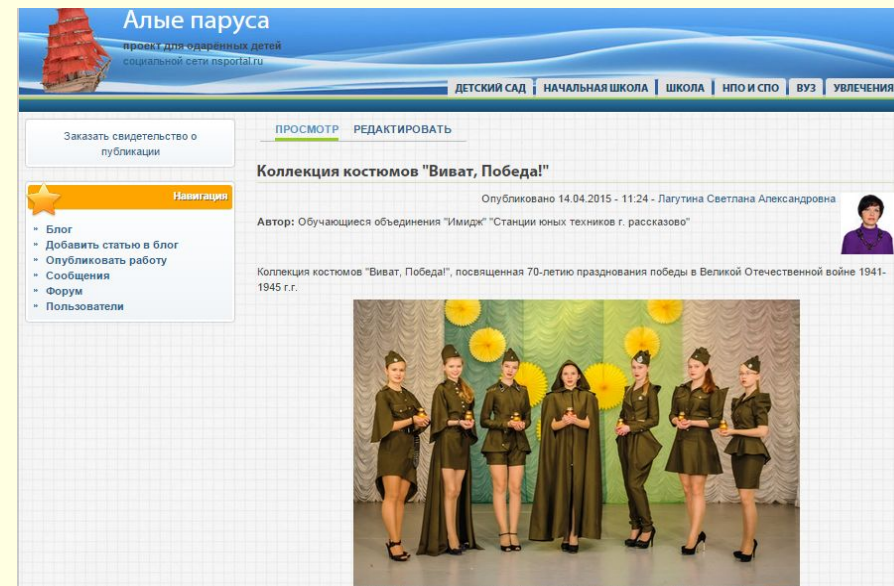 Алые паруса
проект для одарённых детей
социальной сети nsportal.ru
ДЕТСКИЙ САД НАЧАЛЬНАЯ ШКОЛА ШКОЛА НПО И СПО ВУЗ УВЛЕЧЕНИЯ
Заказать свидетельство о
публикации
Навигация
Блог
Добавить статью в блог
Опубликовать работу
Сообщения
Форум
Пользователи
ПРОСМОТР РЕДАКТИРОВАТЬ
Коллекция костюмов "Виват, Победа!"
Опубликовано 14.04.2015 - 11:24 - Лагутина Светлана Александровна
Автор: Обучающиеся объединения "Имидж" "Станции юных техников г. рассказово"
Коллекция костюмов "Виват, Победа!", посвященная 70-летию празднования победы в Великой Отечественной войне 1941-
1945 г.г.